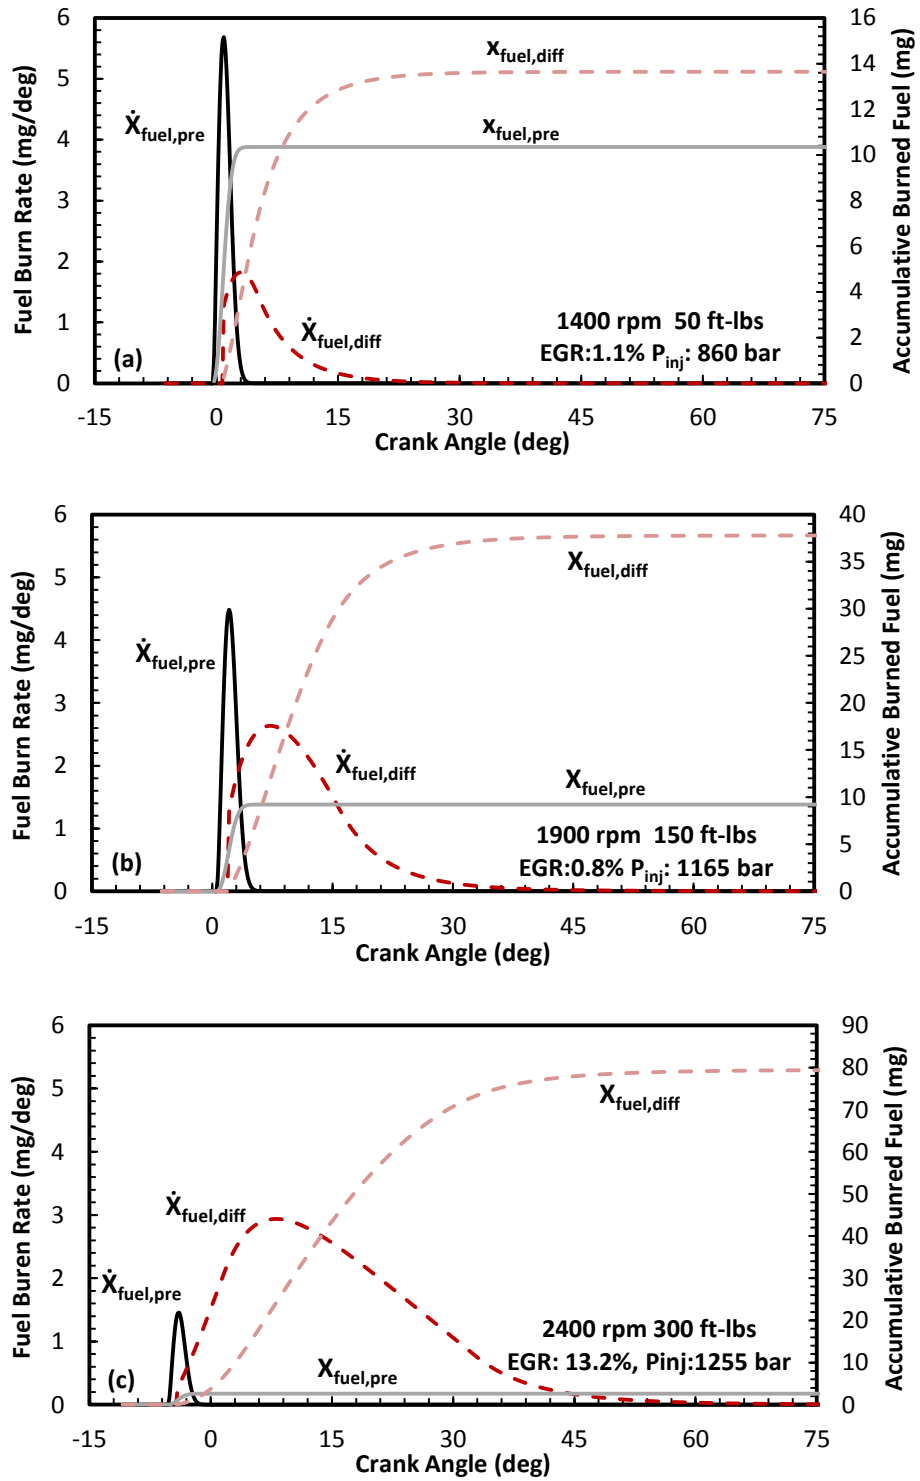 Fuel Burn Rate (mg/deg)
6
5
4
3
2
1
0
Ẋfuel,pre
xfuel,diff
xfuel,pre
Ẋfuel,diff
(a)
1400 rpm 50 ft-lbs
EGR:1.1% Pinj: 860 bar
16
14
12
10
8
6
4
2
0
Accumulative Burned Fuel (mg)
-15 0 15 30 45 60 75
Crank Angle (deg)
Fuel Burn Rate (mg/deg)
6
5
4
3
2
1
0
Ẋfuel,pre
Xfuel,diff
Ẋfuel,diff
Xfuel,pre
(b)
1900 rpm 150 ft-lbs
EGR:0.8% Pinj: 1165 bar
40
35
30
25
20
15
10
5
0
Accumulative Burned Fuel (mg)
-15 0 15 30 45 60 75
Crank Angle (deg)
Fuel Buren Rate (mg/deg)
6
5
4
3
2
1
0
Xfuel,diff
Ẋfuel,diff
Ẋfuel,pre
Xfuel,pre
(c)
2400 rpm 300 ft-lbs
EGR: 13.2%, Pinj:1255 bar
90
80
70
60
50
40
30
20
10
0
Accumulative Bunred Fuel (mg)
-15 0 15 30 45 60 75
Crank Angle (deg)